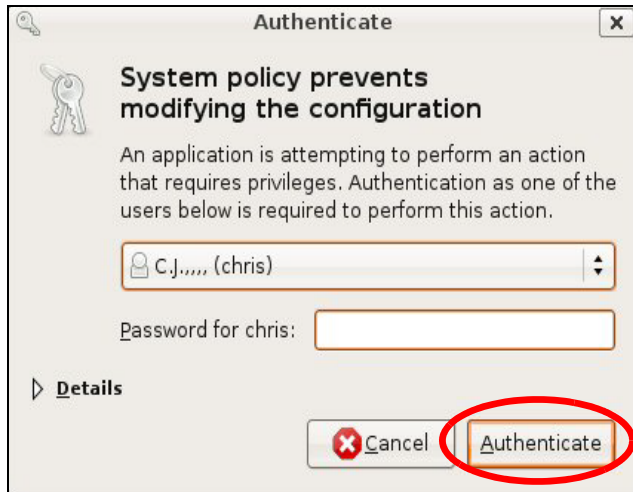 Authenticate
System policy prevents
modifying the configuration
An application is attempting to perform an action
that requires privileges. Authentication as one of the
users below is required to perform this action.
C.J.,,,, (chris)
Password for chris:
Details
Cancel
Authenticate